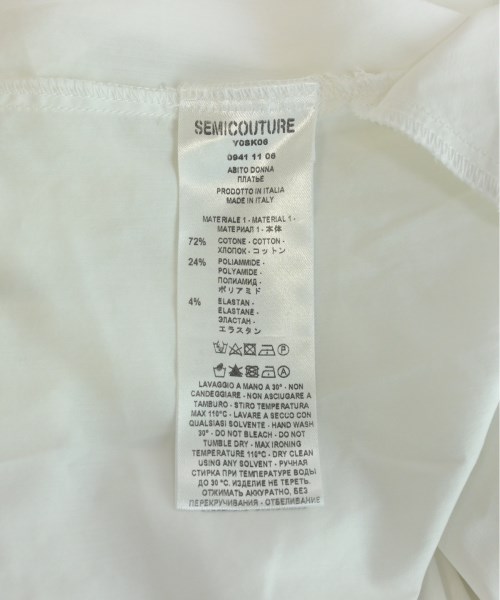 SEMICOUTURE
Y0SK06
0941 11 06
ABITO DONNA
ПЛАТЬЕ
PRODOTTO IN ITALIA
MADE IN ITALY
MATERIALE 1 - MATERIAL 1 -
МАТЕРИАЛ 1 - 本体
72% COTONE - COTTON -
ХЛОПОК - コットン
24% POLIAMMIDE -
POLYAMIDE -
ПОЛИАМИД -
ポリアミド
4% ELASTAN -
ELASTANE -
ЭЛАСТАН -
エラスタン
LAVAGGIO A MANO A 30° - NON
CANDEGGIARE - NON ASCIUGARE A
TAMBURO - STIRO TEMPERATURA
MAX 110°C - LAVARE A SECCO CON
QUALSIASI SOLVENTE - HAND WASH
30° - DO NOT BLEACH - DO NOT
TUMBLE DRY - MAX IRONING
TEMPERATURE 110°C - DRY CLEAN
USING ANY SOLVENT - РУЧНАЯ
СТИРКА ПРИ ТЕМПЕРАТУРЕ ВОДЫ
ДО 30 °C. ИЗДЕЛИЕ НЕ ТЕРЕТЬ.
ОТЖИМАТЬ АККУРАТНО, БЕЗ
ПЕРЕКРУЧИВАНИЯ - ОТБЕЛИВАНИЕ